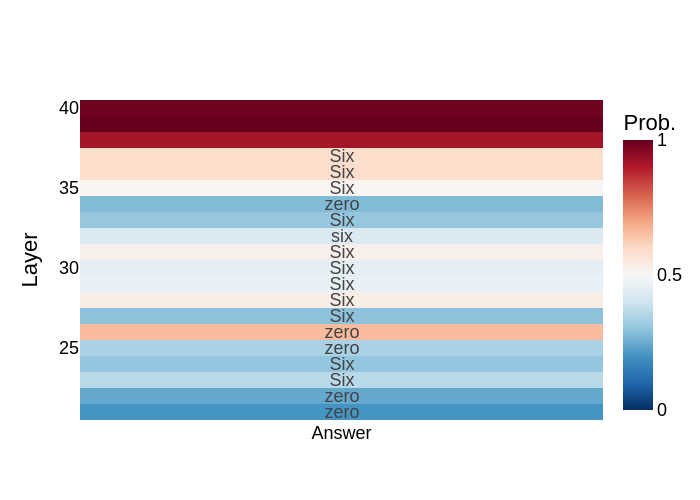 Prob.
40
1
Six
Six
35
Six
zero
Six
six
Six
30
Six
0.5
Six
Six
Six
zero
25
zero
Six
Six
zero
zero
0
Layer
Answer